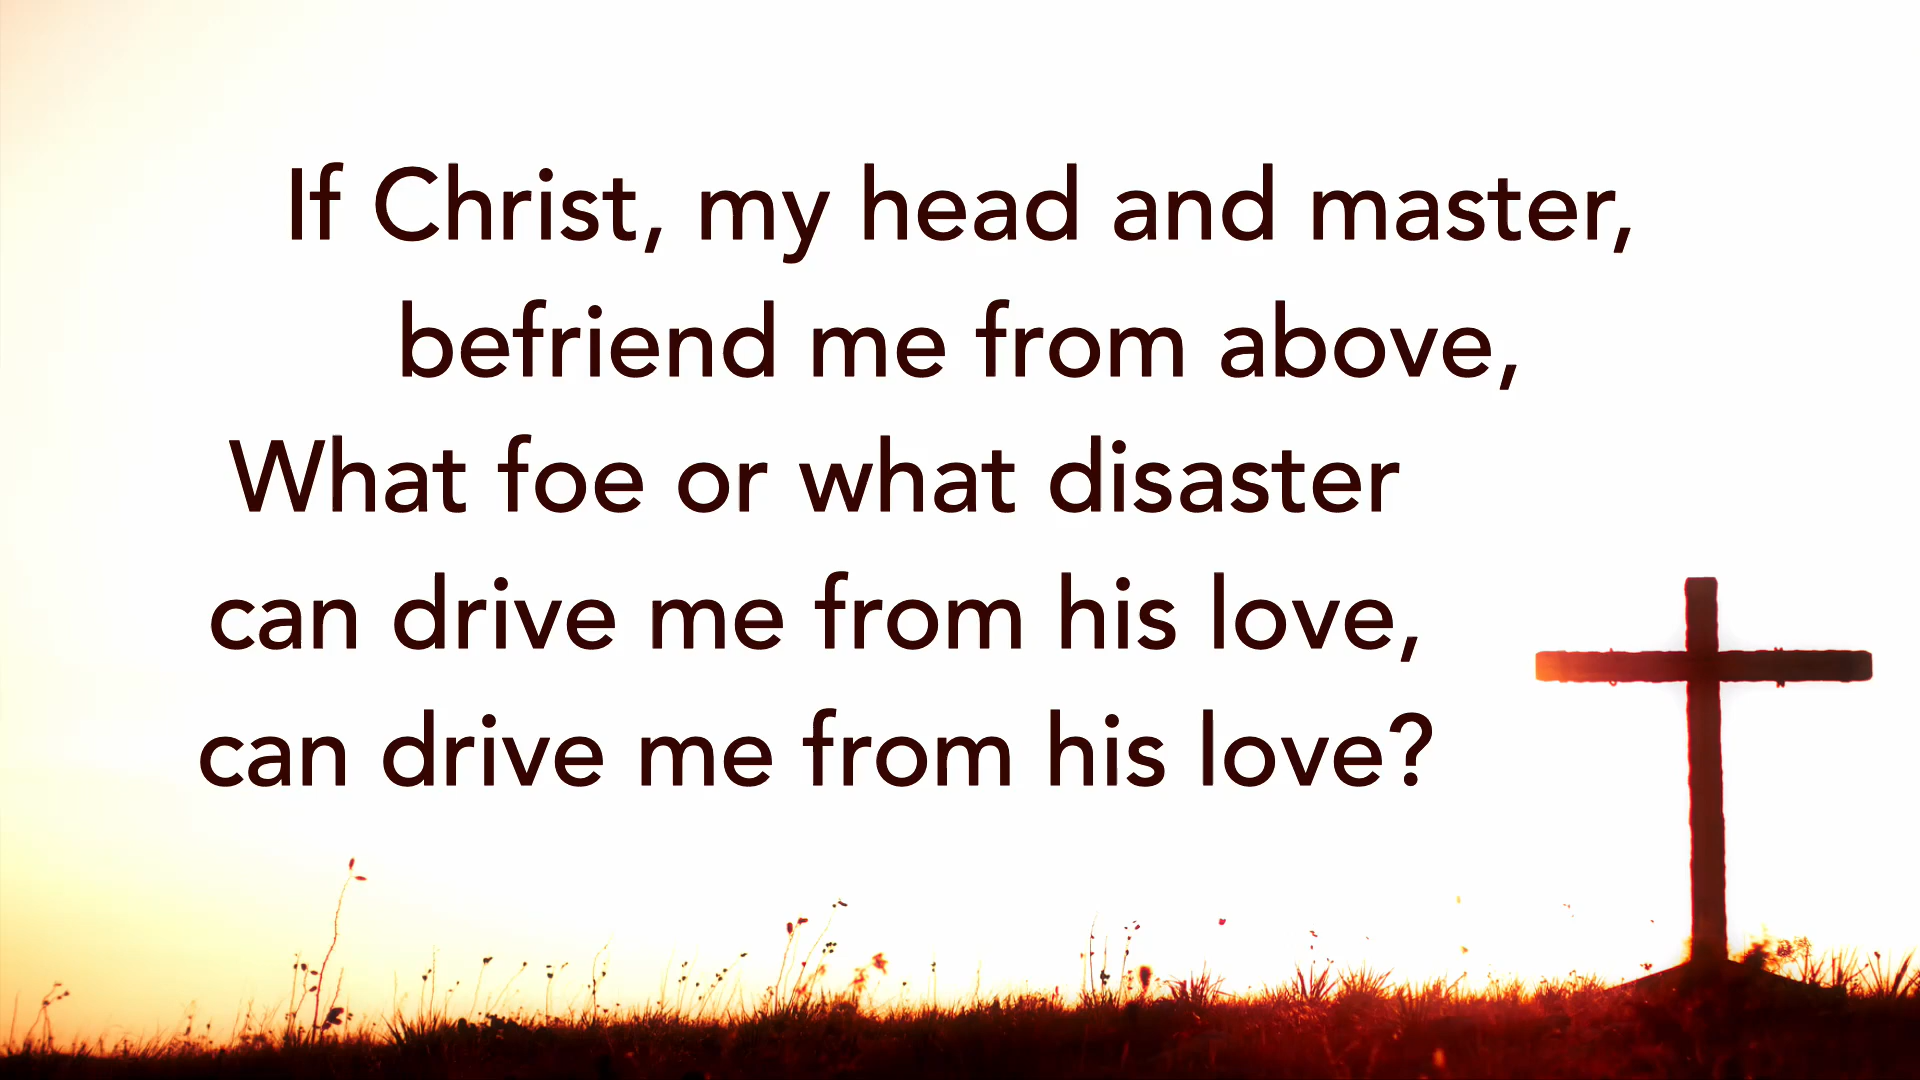 If Christ, my head and master,
befriend me from above,
What foe or what disaster
can drive me from his love,
can drive me from his love?